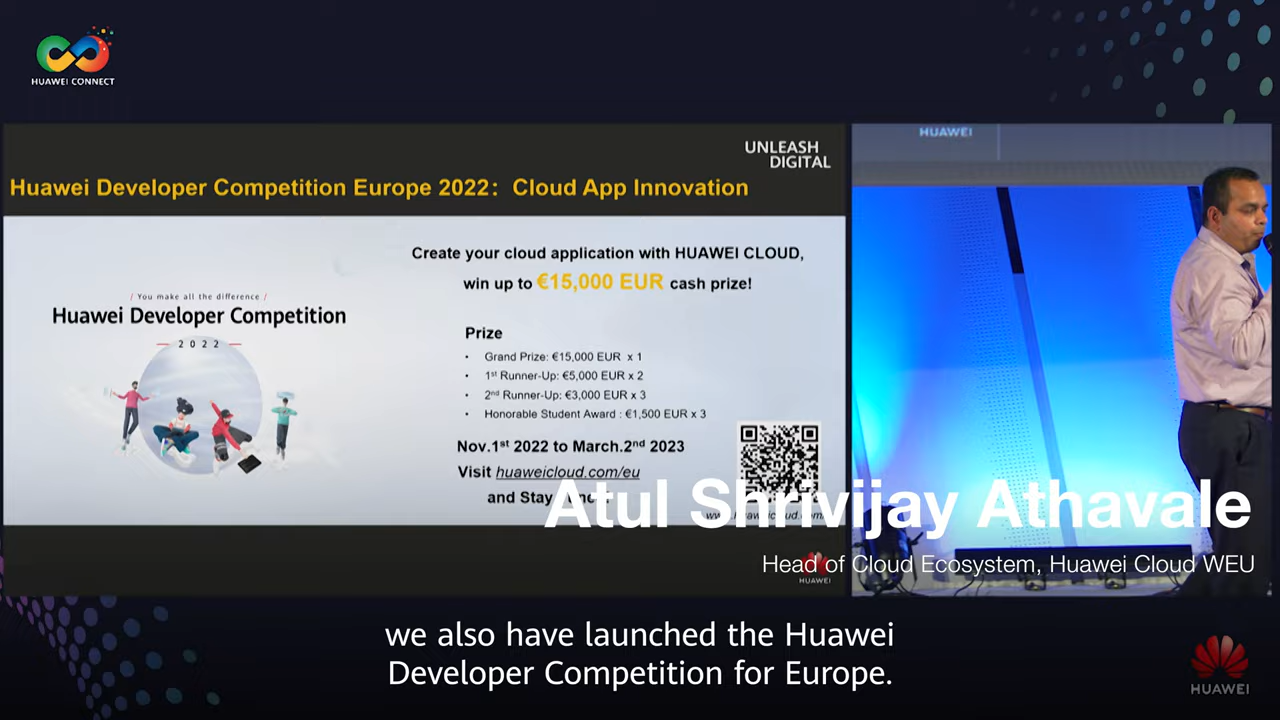 HUAWEI CONNECT
UNLEASH
DIGITAL
Huawei Developer Competition Europe 2022: Cloud App Innovation
HUAWEI
Create your cloud application with HUAWEI CLOUD,
win up to €15,000 EUR cash prize!
/ You make all the difference /
Huawei Developer Competition
2022
Prize
• Grand Prize: €15,000 EUR x 1
• 1st Runner-Up: €5,000 EUR x 2
• 2nd Runner-Up: €3,000 EUR x 3
• Honorable Student Award : €1,500 EUR x 3
Nov.1st 2022 to March.2nd 2023
Visit huaweicloud.com/eu
and Stay
Atul Shrivijay Athavale
Head of Cloud Ecosystem, Huawei Cloud WEU
HUAWEI
we also have launched the Huawei
Developer Competition for Europe.
HUAWEI